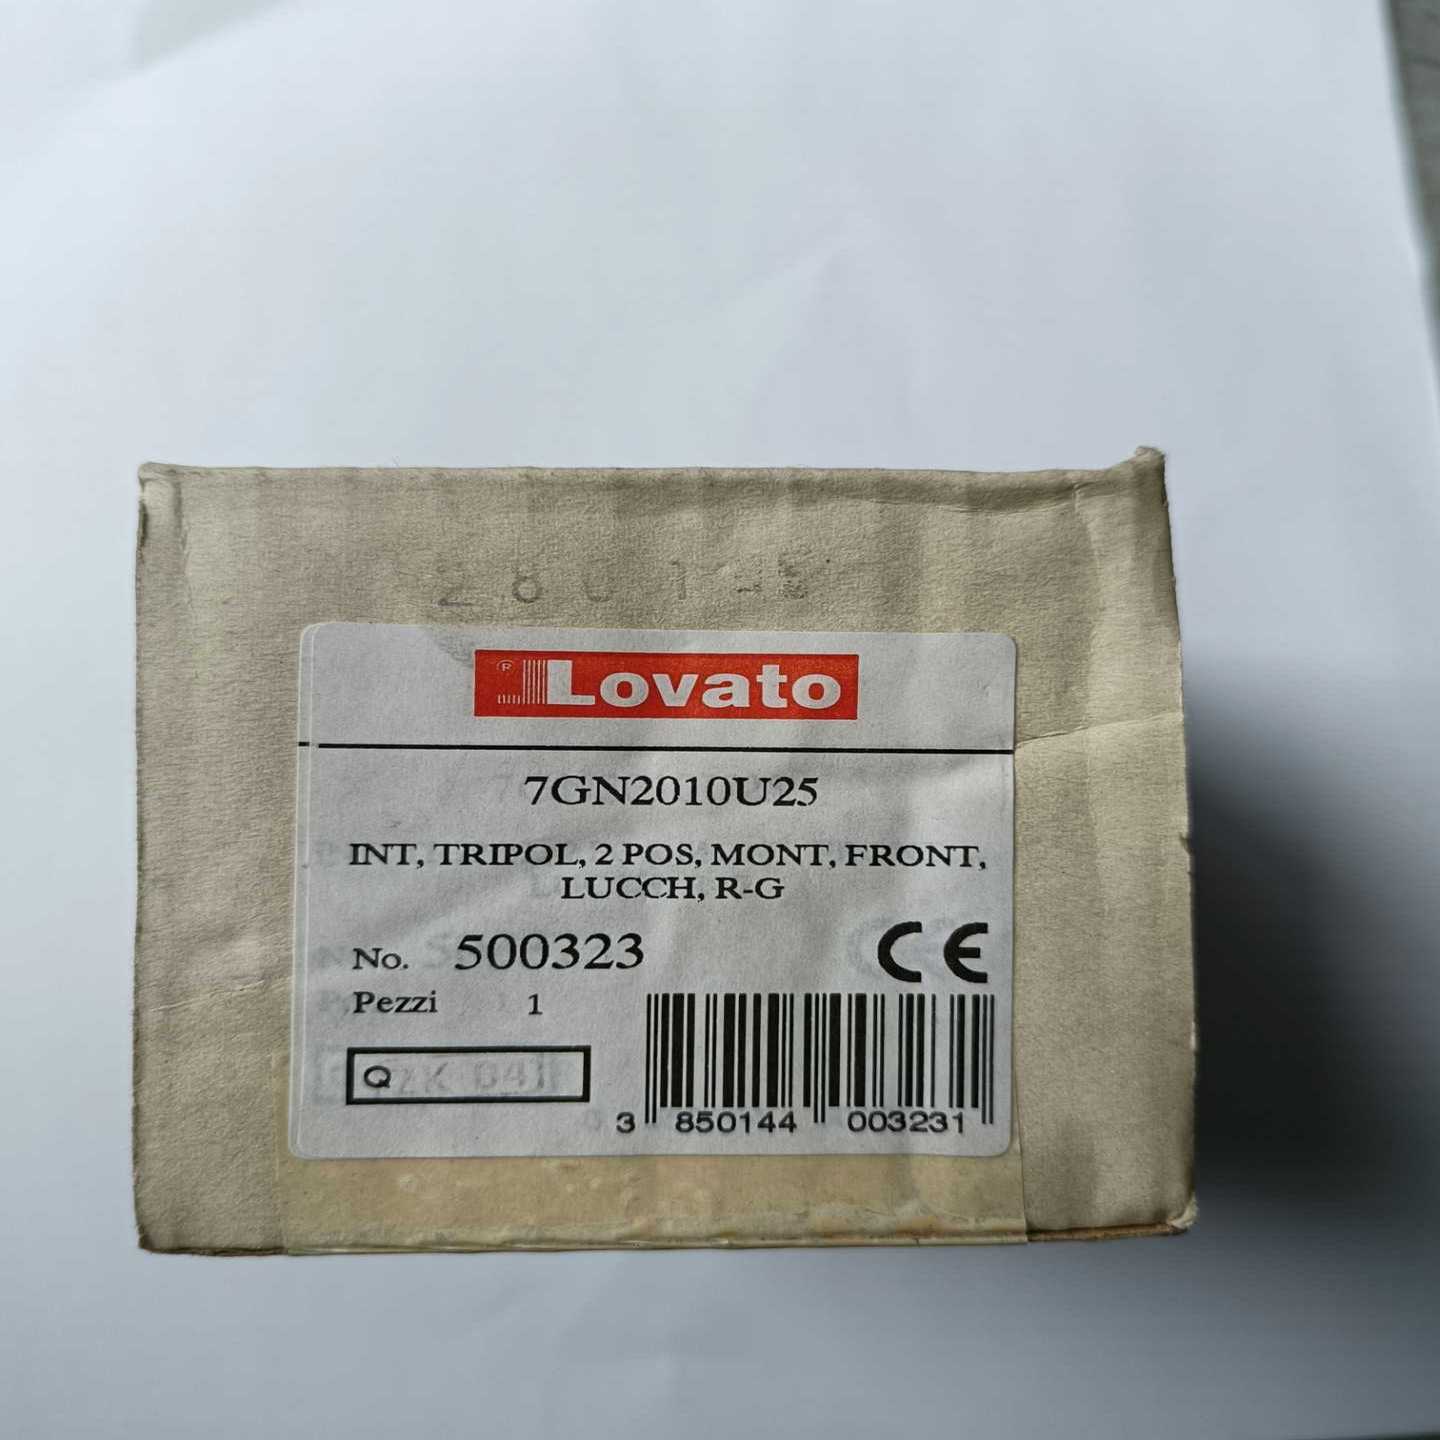 Lovato
7GN2010U25
INT, TRIPOL, 2 POS, MONT, FRONT,
LUCCH, R-G
No. 500323
CE
Pezzi 1
Q
3 850144 003231